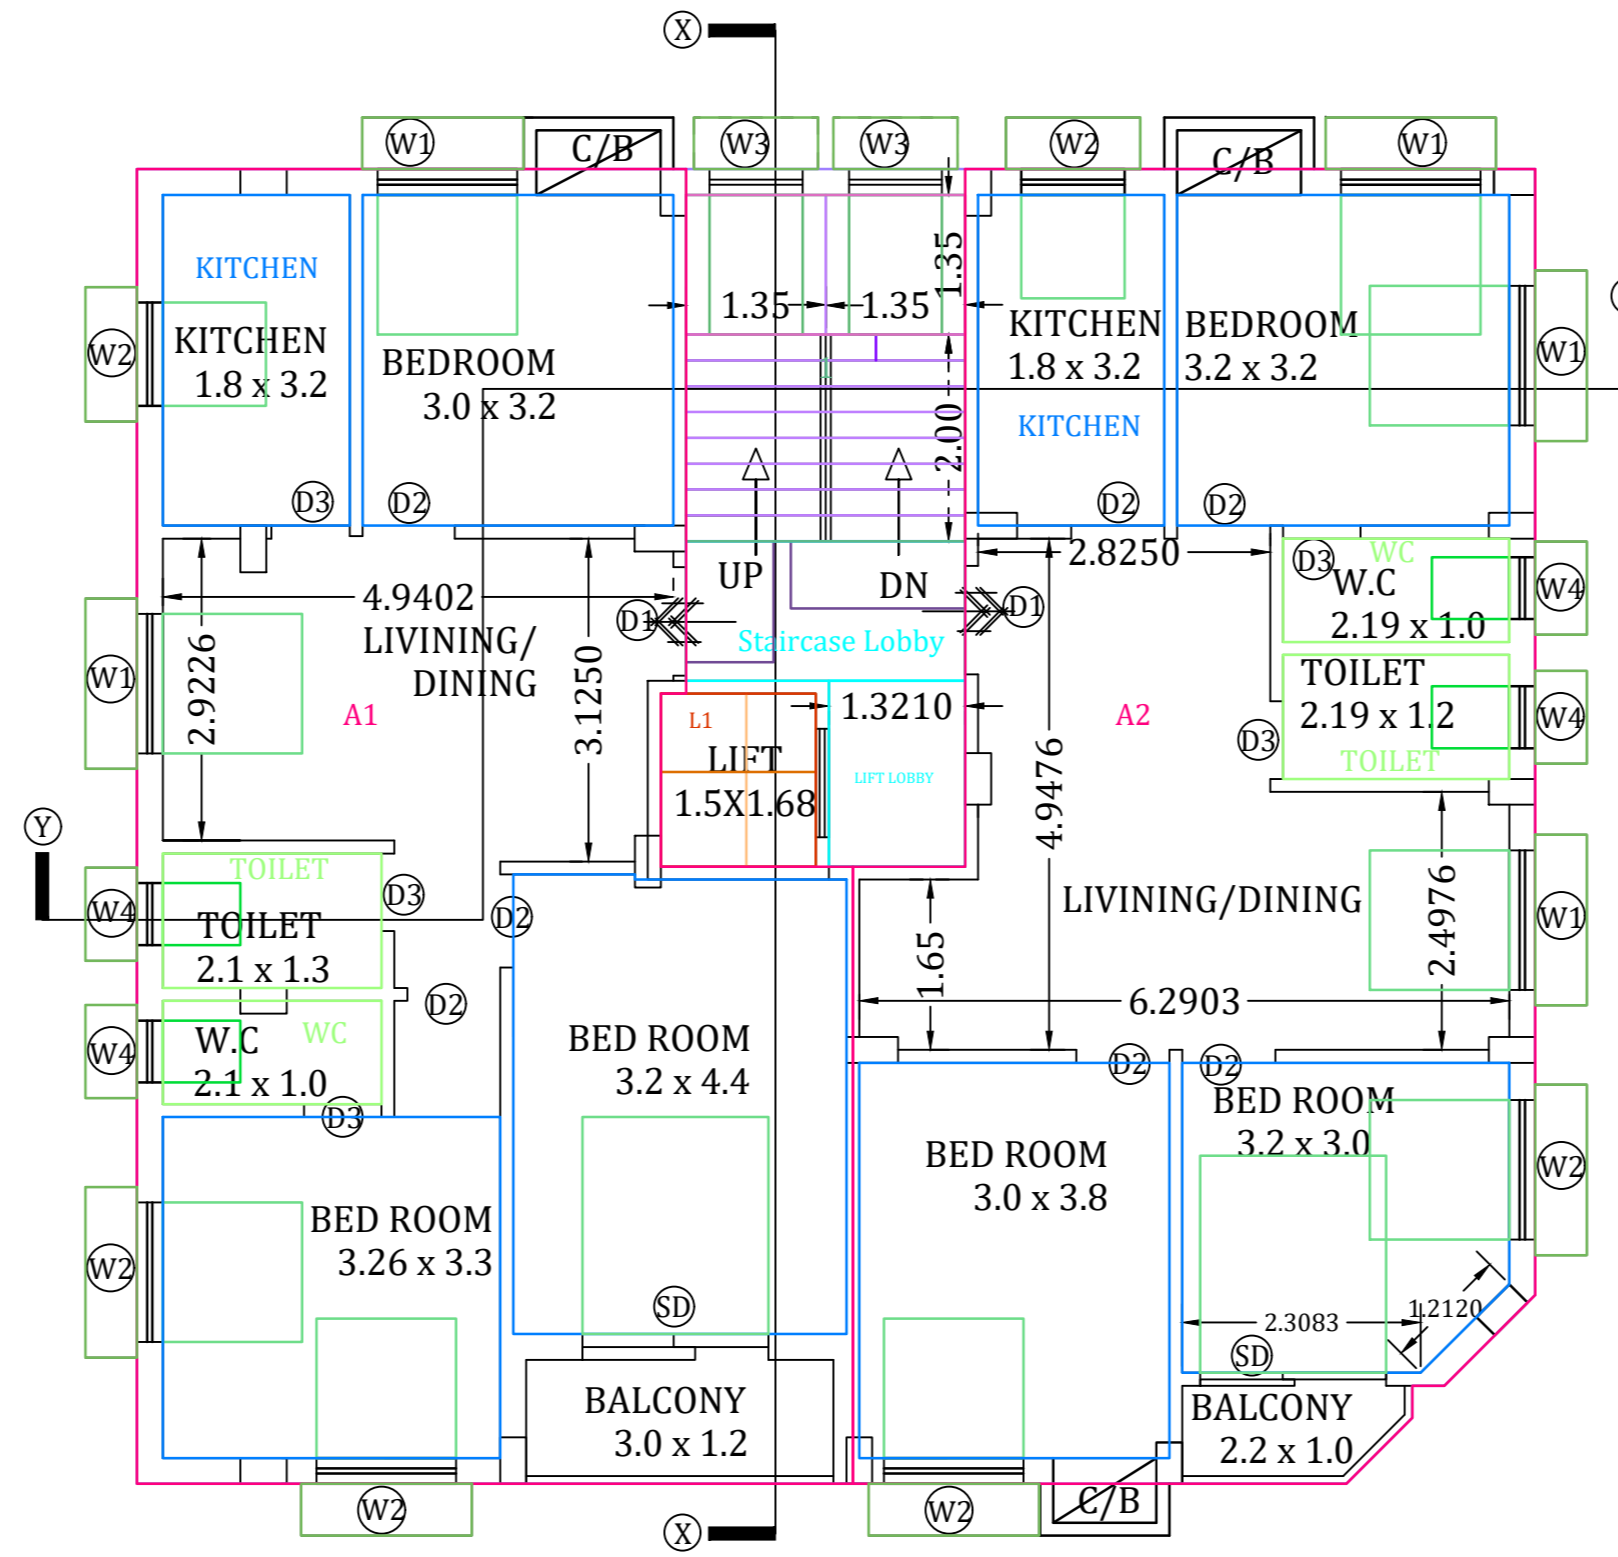 X
W1
C/B
W3
W3
W2
C/B
W1
KITCHEN
KITCHEN
1.8 x 3.2
W2
BEDROOM
3.0 x 3.2
1.35
1.35
1.35
2.00
KITCHEN
1.8 x 3.2
KITCHEN
BEDROOM
3.2 x 3.2
W1
D3
D2
D2
D2
UP
DN
2.8250
D3
WC
W.C
2.19 x 1.0
W4
4.9402
LIVINING/
DINING
D1
D1
Staircase Lobby
W1
2.9226
3.1250
A1
A2
TOILET
2.19 x 1.2
TOILET
W4
D3
L1
LIFT
1.5X1.68
1.3210
LIFT LOBBY
4.9476
Y
TOILET
TOILET
2.1 x 1.3
W4
D3
D2
D2
LIVINING/DINING
1.65
2.4976
W1
6.2903
W.C
WC
2.1 x 1.0
W4
D3
BED ROOM
3.2 x 4.4
D2
D2
BED ROOM
3.2 x 3.0
W2
BED ROOM
3.0 x 3.8
BED ROOM
3.26 x 3.3
W2
SD
2.3083
1.2120
SD
BALCONY
3.0 x 1.2
BALCONY
2.2 x 1.0
W2
W2
C/B
X